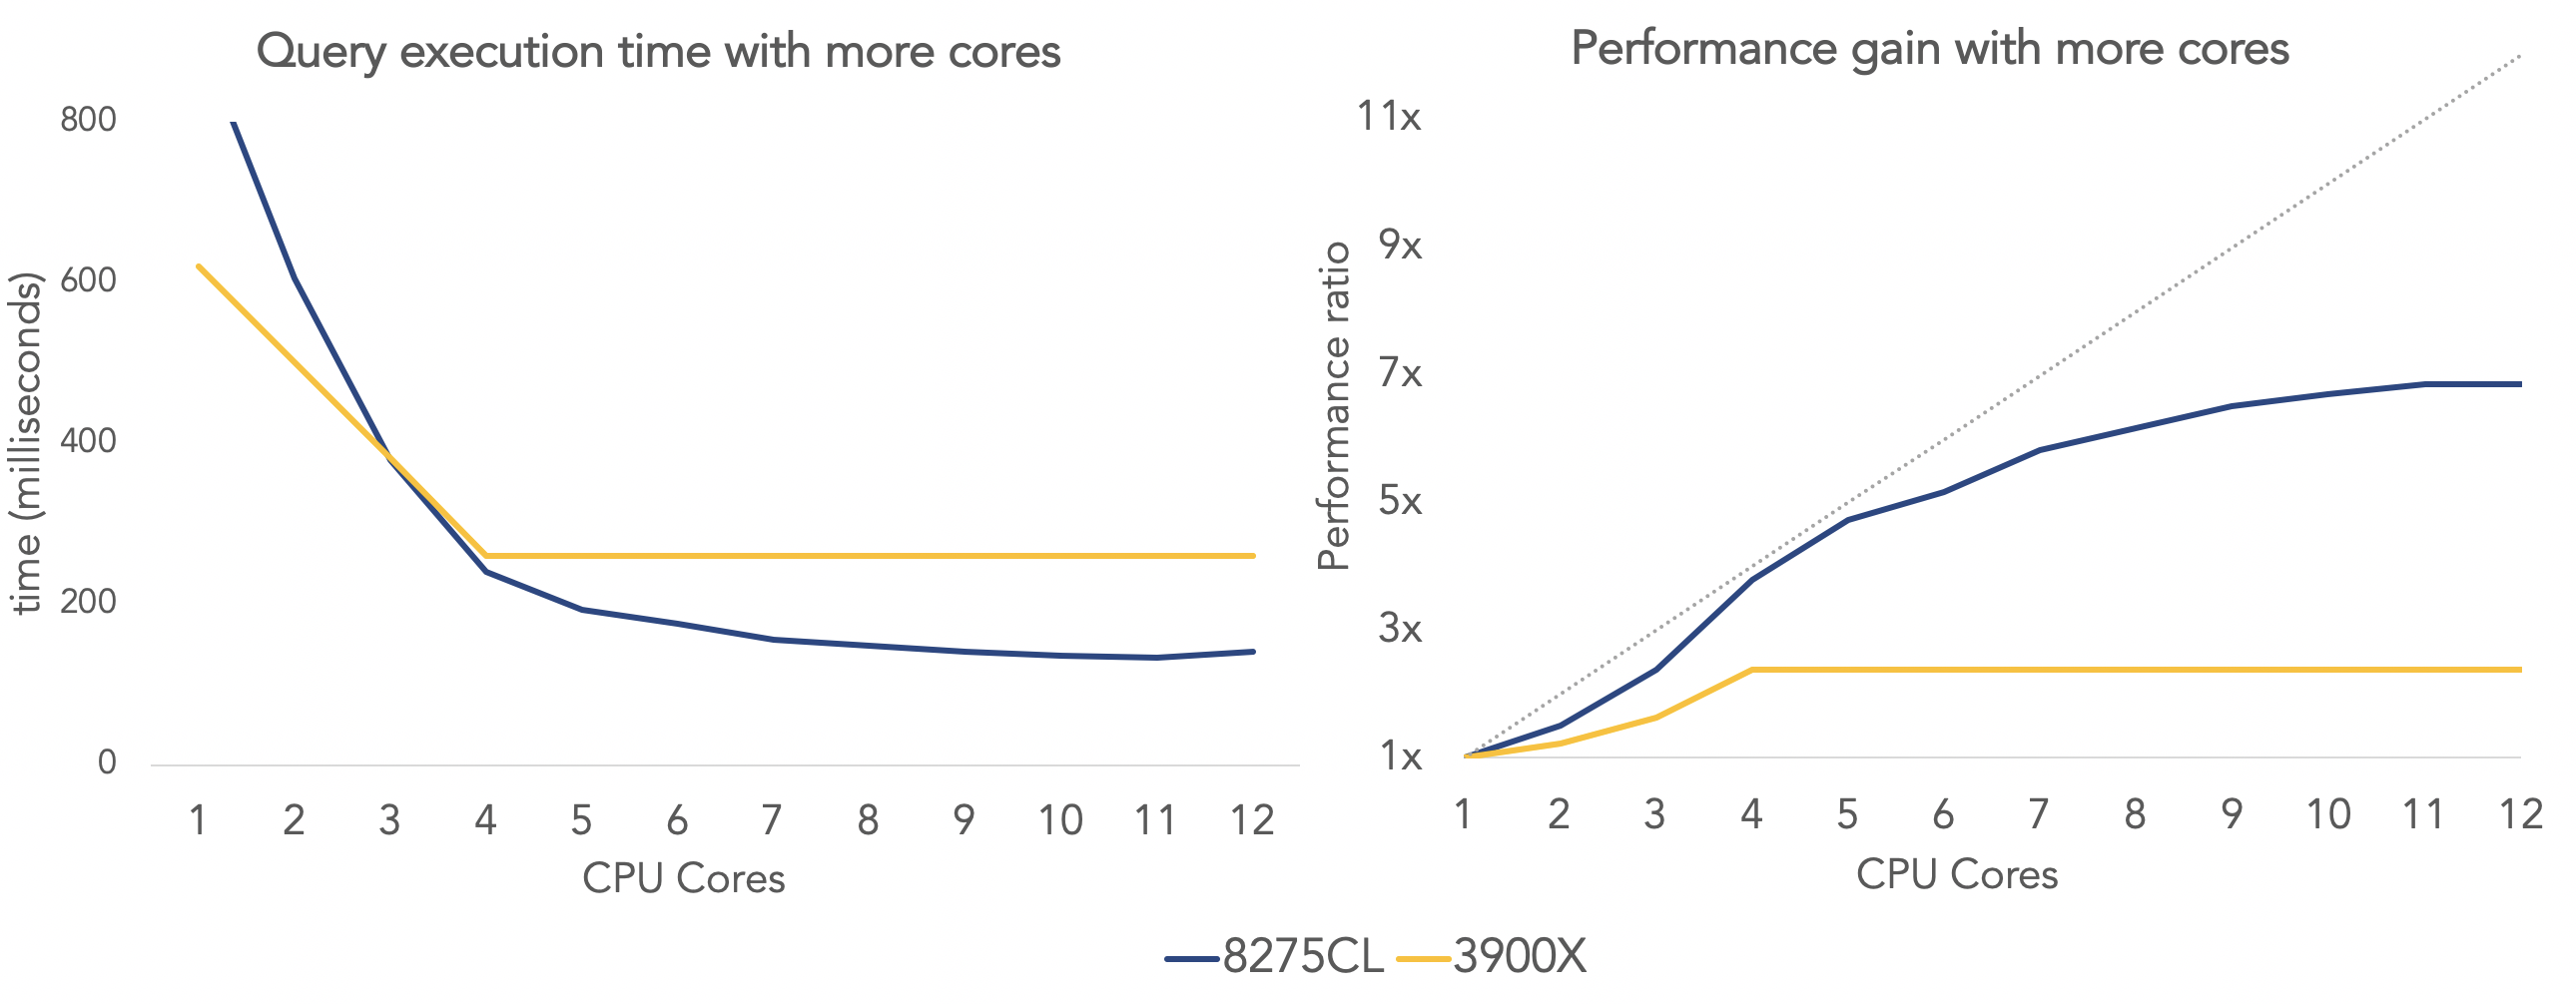 Query execution time with more cores
800
600
400
200
0
time (milliseconds)
1 2 3 4 5 6 7 8 9 10 11 12
CPU Cores
Performance gain with more cores
11x
9x
7x
5x
3x
1x
Performance ratio
1 2 3 4 5 6 7 8 9 10 11 12
CPU Cores
8275CL 3900X